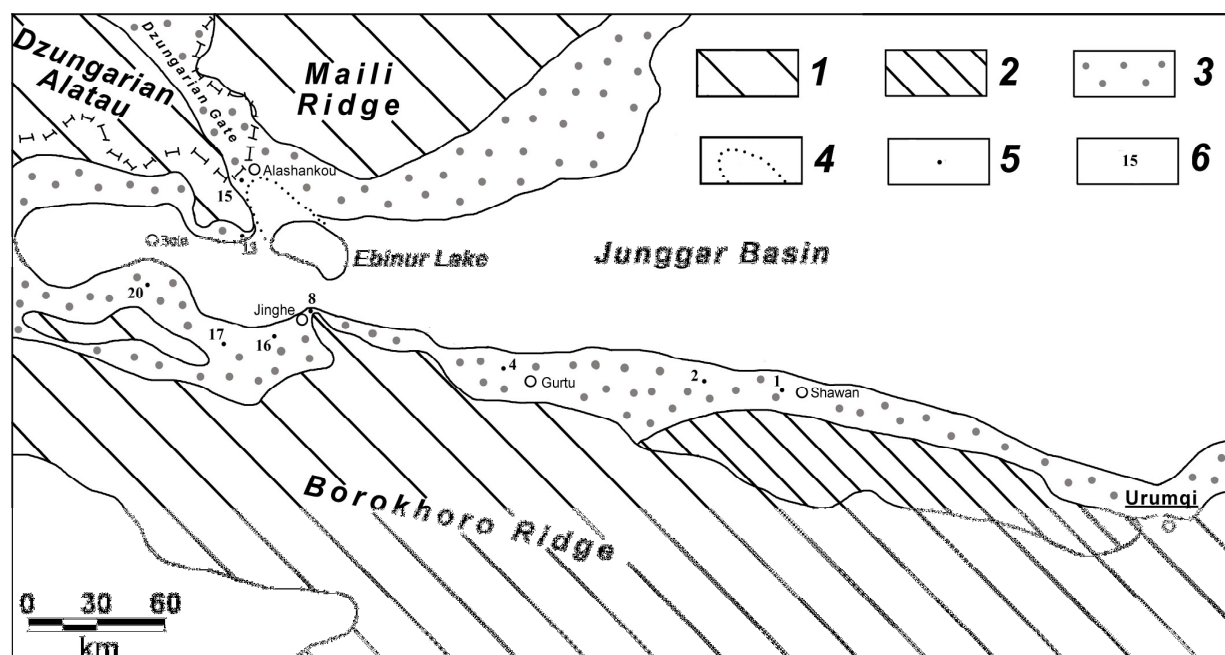 Dzungarian
Alatau
Dzungarian Gate
Maili
Ridge
1
2
3
4
5
15
6
Alashankou
15
13
Ebinur Lake
Junggar Basin
20
8
Jinghe
17
16
4
Gurtu
2
1
Shawan
Borokhoro Ridge
Urumqi
0 30 60
km